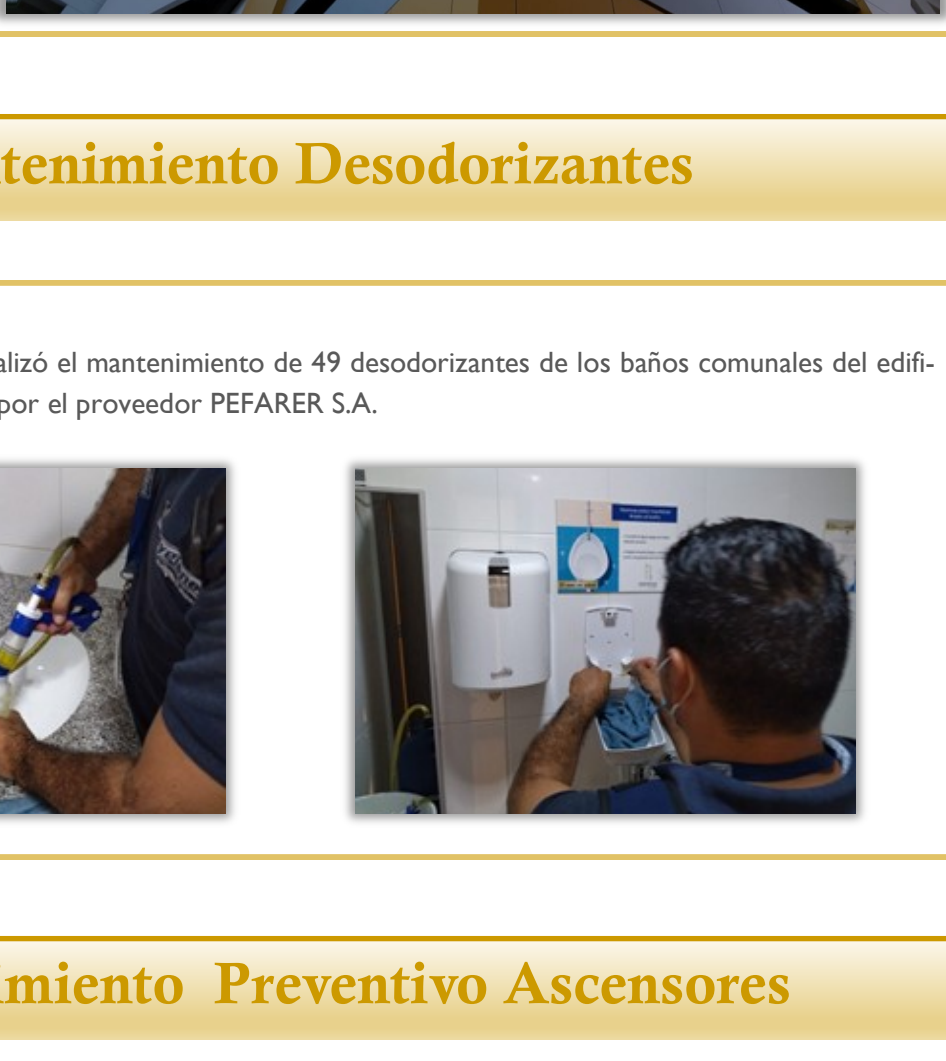 tenimiento Desodorizantes
alizó el mantenimiento de 49 desodorizantes de los baños comunales del edifi-
por el proveedor PEFARER S.A.
imiento Preventivo Ascensores